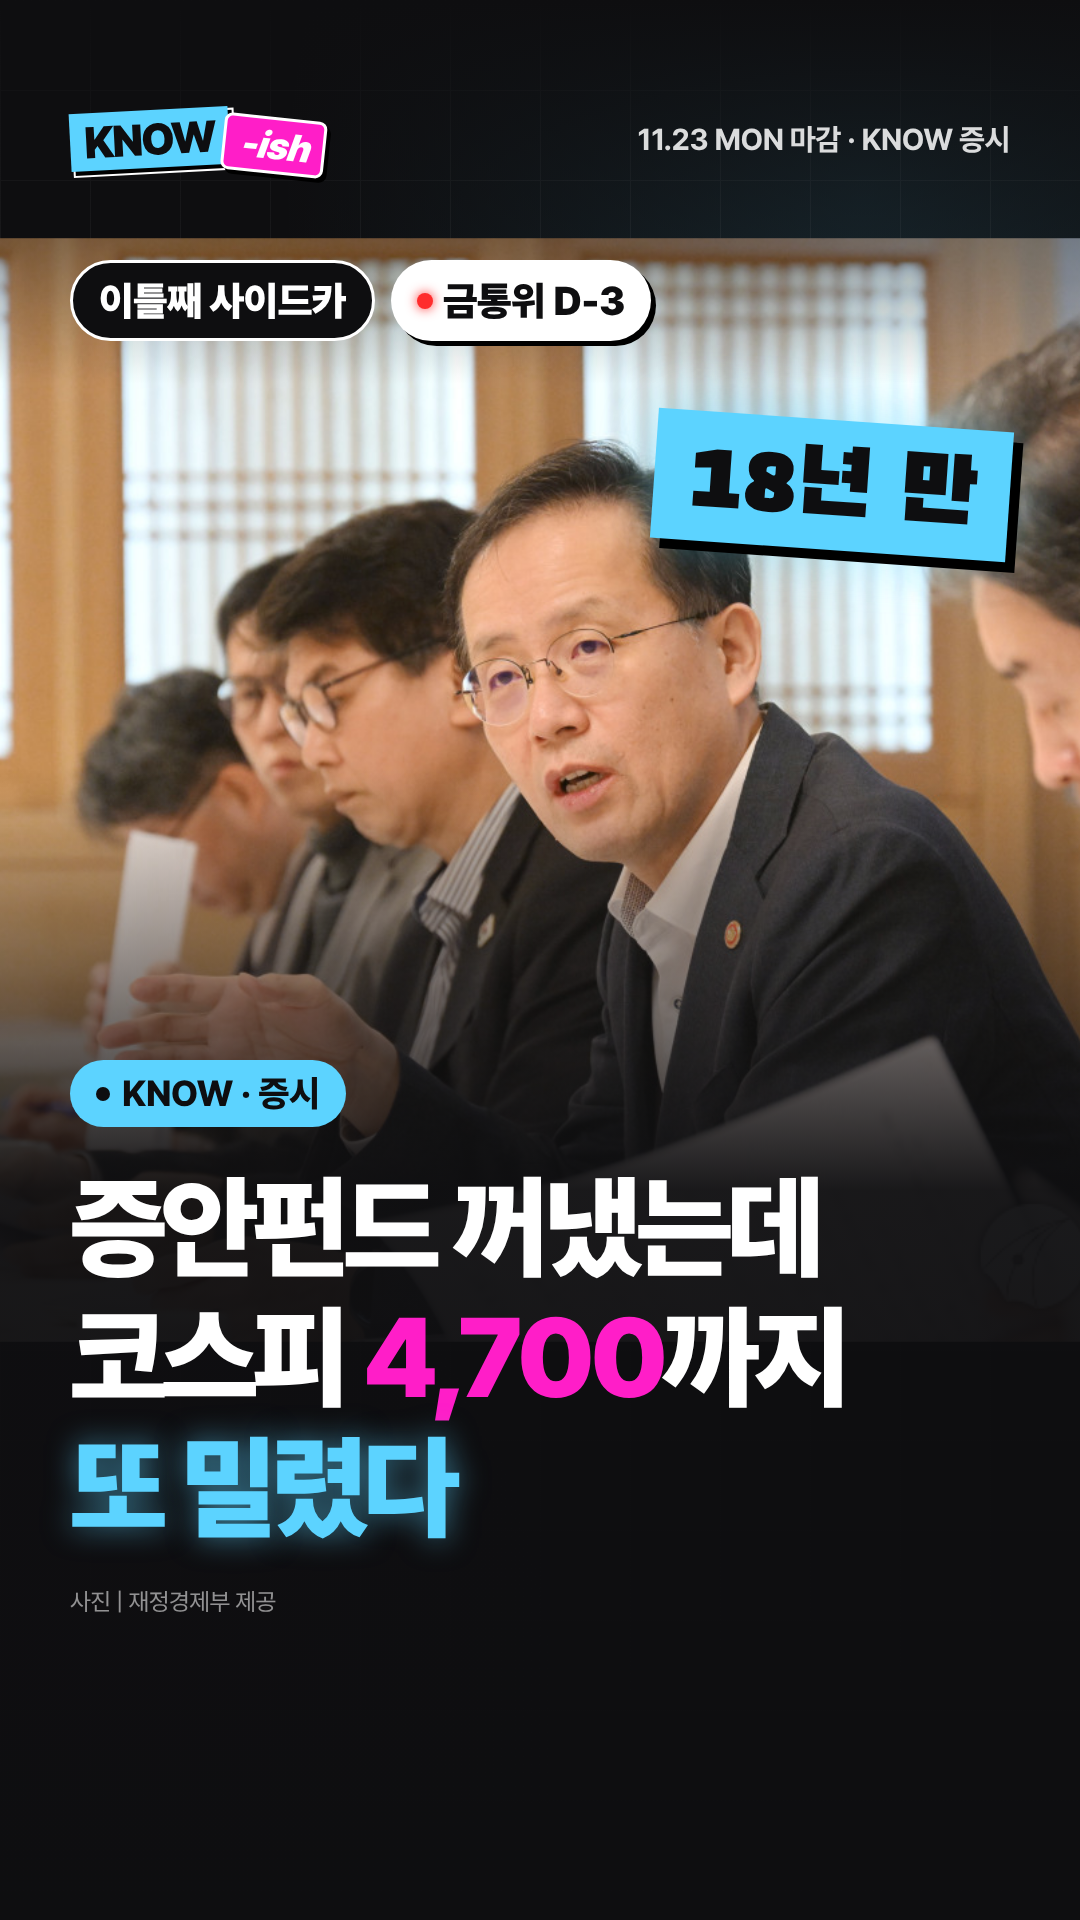 KNOW -ish
11.23 MON 마감 · KNOW 증시
이틀째 사이드카
금통위 D-3
18년 만
KNOW · 증시
증안펀드 꺼냈는데
코스피 4,700까지
또 밀렸다
사진 | 재정경제부 제공